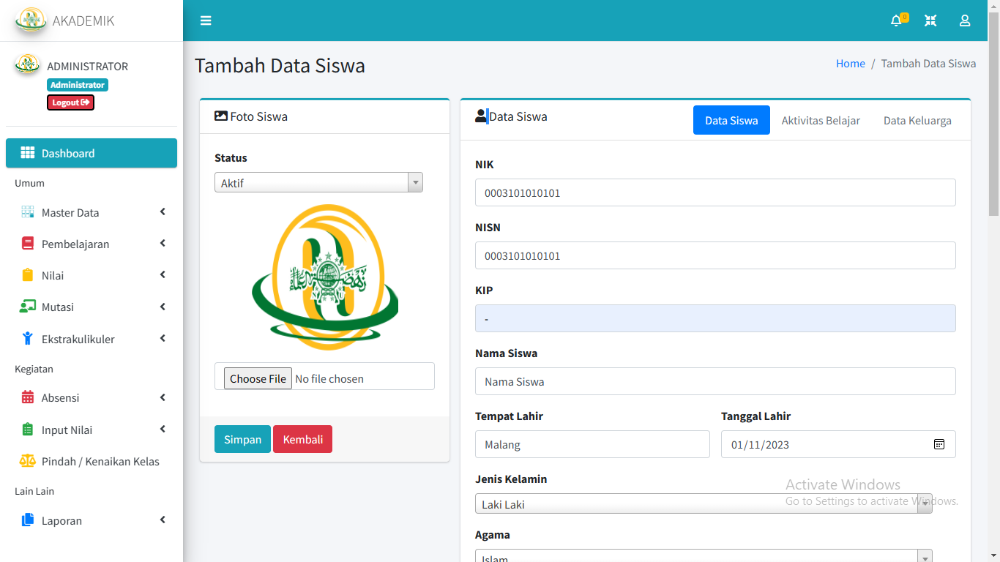 AKADEMIK
0
ADMINISTRATOR
Administrator
Logout
Dashboard
Umum
Master Data
Pembelajaran
Nilai
Mutasi
Ekstrakulikuler
Kegiatan
Absensi
Input Nilai
Pindah / Kenaikan Kelas
Lain Lain
Laporan
Tambah Data Siswa
Home / Tambah Data Siswa
Foto Siswa
Status
Aktif
NU
Choose File No file chosen
Simpan Kembali
Data Siswa
Data Siswa Aktivitas Belajar Data Keluarga
NIK
0003101010101
NISN
0003101010101
KIP
-
Nama Siswa
Nama Siswa
Tempat Lahir Tanggal Lahir
Malang 01/11/2023
Jenis Kelamin
Laki Laki
Agama
Islam
Activate Windows
Go to Settings to activate Windows.